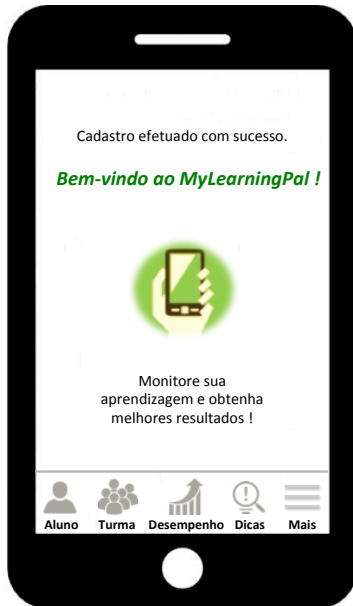 Cadastro efetuado com sucesso.
Bem-vindo ao MyLearningPal !
Monitore sua
aprendizagem e obtenha
melhores resultados !
Aluno Turma Desempenho Dicas Mais